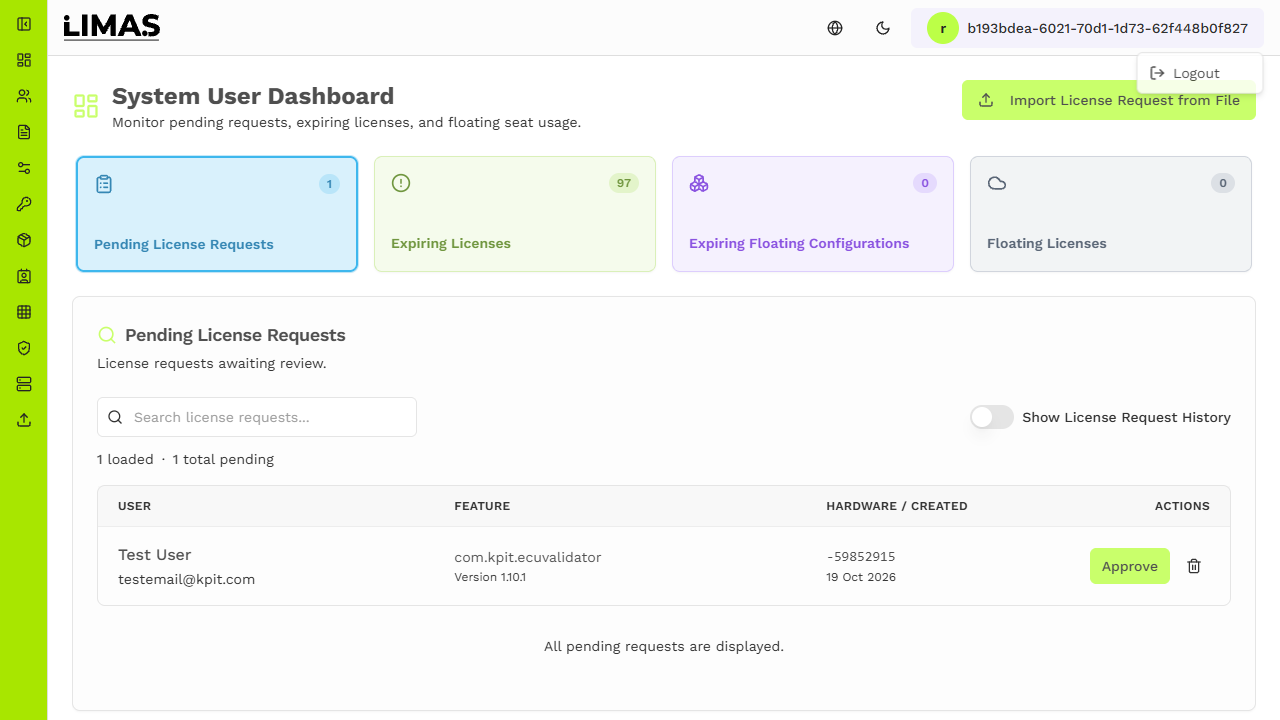 LIMAS
r
b193bdea-6021-70d1-1d73-62f448b0f827
Logout
System User Dashboard
Monitor pending requests, expiring licenses, and floating seat usage.
Import License Request from File
1
Pending License Requests
97
Expiring Licenses
0
Expiring Floating Configurations
0
Floating Licenses
Pending License Requests
License requests awaiting review.
Search license requests...
Show License Request History
1 loaded · 1 total pending
USER FEATURE HARDWARE / CREATED ACTIONS
Test User com.kpit.ecuvalidator -59852915
testemail@kpit.com Version 1.10.1 19 Oct 2026
Approve
All pending requests are displayed.